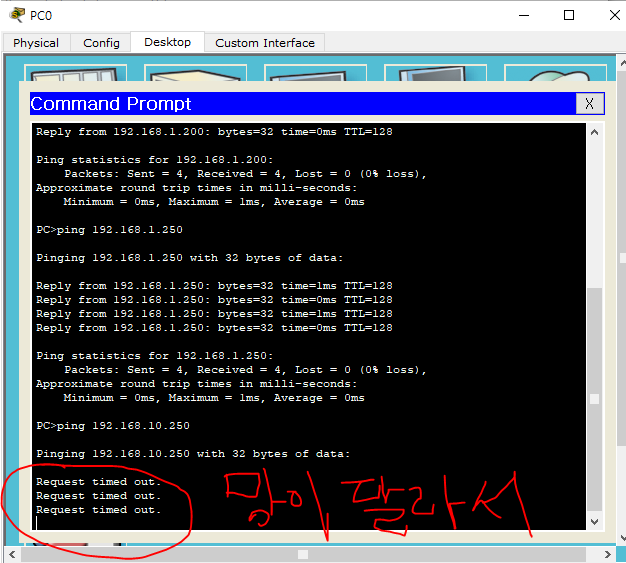 PC0
Physical
Config
Desktop
Custom Interface
Command Prompt
X
Reply from 192.168.1.200: bytes=32 time=0ms TTL=128
Ping statistics for 192.168.1.200:
Packets: Sent = 4, Received = 4, Lost = 0 (0% loss),
Approximate round trip times in milli-seconds:
Minimum = 0ms, Maximum = 1ms, Average = 0ms
PC>ping 192.168.1.250
Pinging 192.168.1.250 with 32 bytes of data:
Reply from 192.168.1.250: bytes=32 time=1ms TTL=128
Reply from 192.168.1.250: bytes=32 time=0ms TTL=128
Reply from 192.168.1.250: bytes=32 time=0ms TTL=128
Reply from 192.168.1.250: bytes=32 time=0ms TTL=128
Ping statistics for 192.168.1.250:
Packets: Sent = 4, Received = 4, Lost = 0 (0% loss),
Approximate round trip times in milli-seconds:
Minimum = 0ms, Maximum = 1ms, Average = 0ms
PC>ping 192.168.10.250
Pinging 192.168.10.250 with 32 bytes of data:
Request timed out.
Request timed out.
Request timed out.
망이 달라서